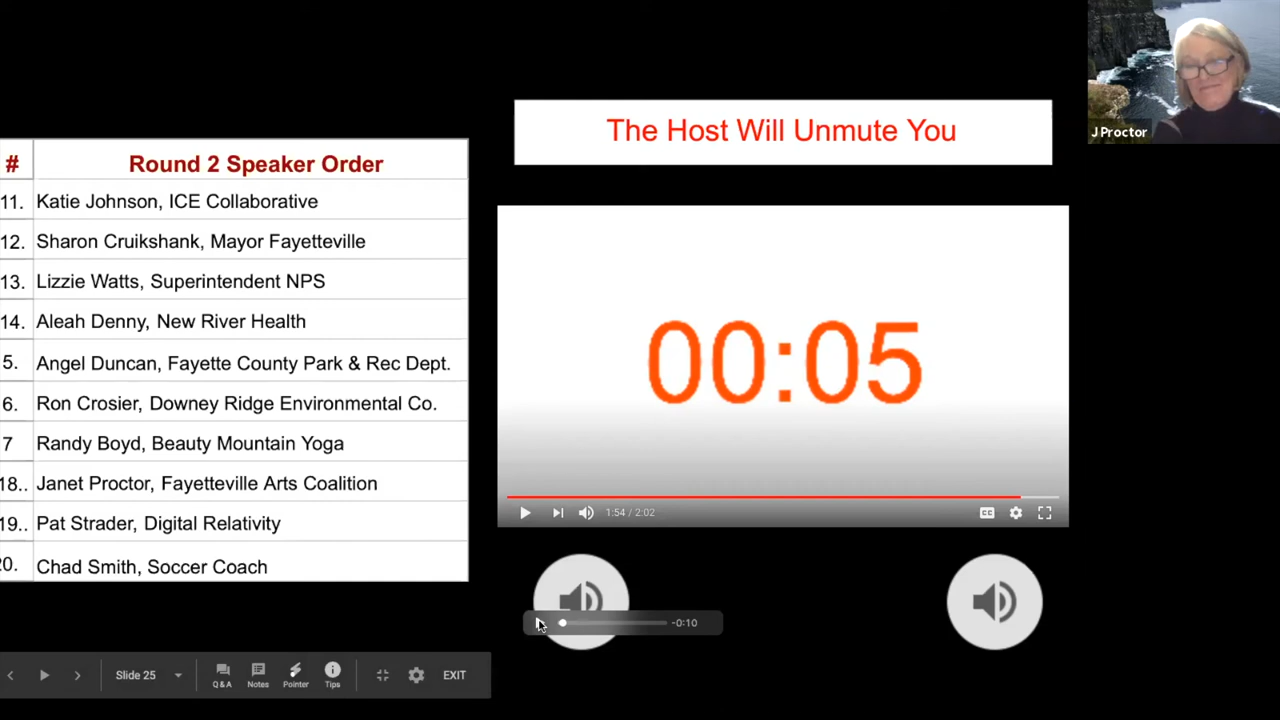 The Host Will Unmute You
J Proctor
# Round 2 Speaker Order
11. Katie Johnson, ICE Collaborative
12. Sharon Cruikshank, Mayor Fayetteville
13. Lizzie Watts, Superintendent NPS
14. Aleah Denny, New River Health
5. Angel Duncan, Fayette County Park & Rec Dept.
6. Ron Crosier, Downey Ridge Environmental Co.
7 Randy Boyd, Beauty Mountain Yoga
18.. Janet Proctor, Fayetteville Arts Coalition
19.. Pat Strader, Digital Relativity
20. Chad Smith, Soccer Coach
00:05
1:54 / 2:02
CC
-0:10
Slide 25
Q&A
Notes
Pointer
Tips
EXIT